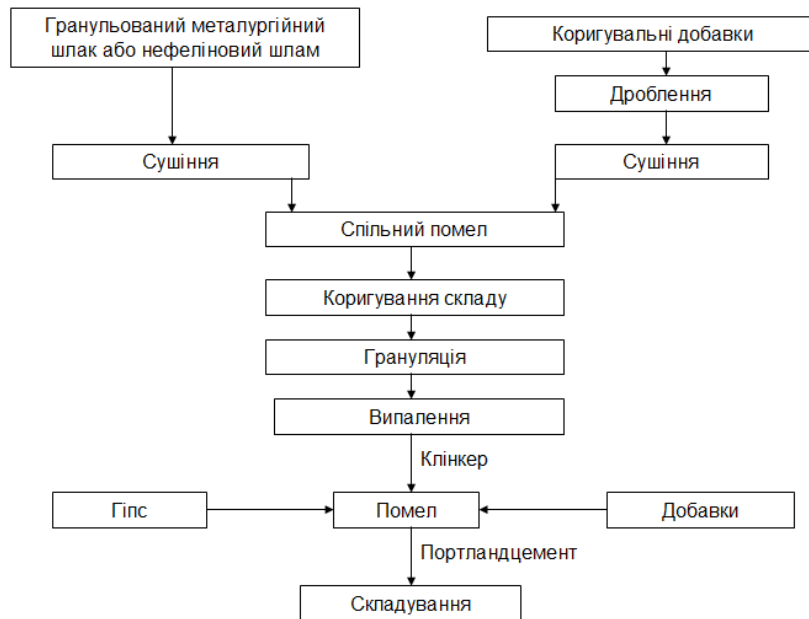 Гранульований металургійний
шлак або нефеліновий шлам
Коригувальні добавки
Дроблення
Сушіння
Сушіння
Спільний помел
Коригування складу
Грануляція
Випалення
Клінкер
Гіпс
Помел
Добавки
Портландцемент
Складування